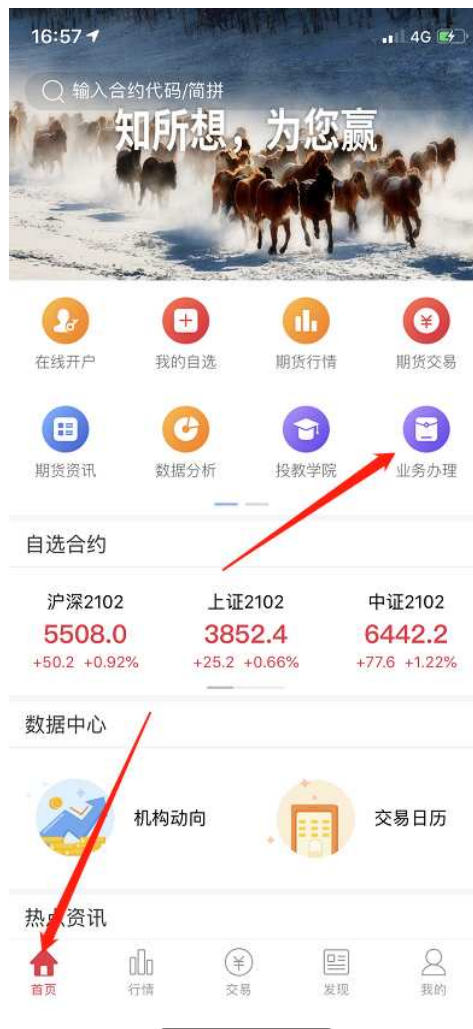 16:57 4G
输入合约代码/简拼
知所想，为您赢
在线开户 我的自选 期货行情 期货交易
期货资讯 数据分析 投教学院 业务办理
自选合约
沪深2102 上证2102 中证2102
5508.0 3852.4 6442.2
+50.2 +0.92% +25.2 +0.66% +77.6 +1.22%
数据中心
机构动向 交易日历
热点资讯
首页 行情 交易 发现 我的